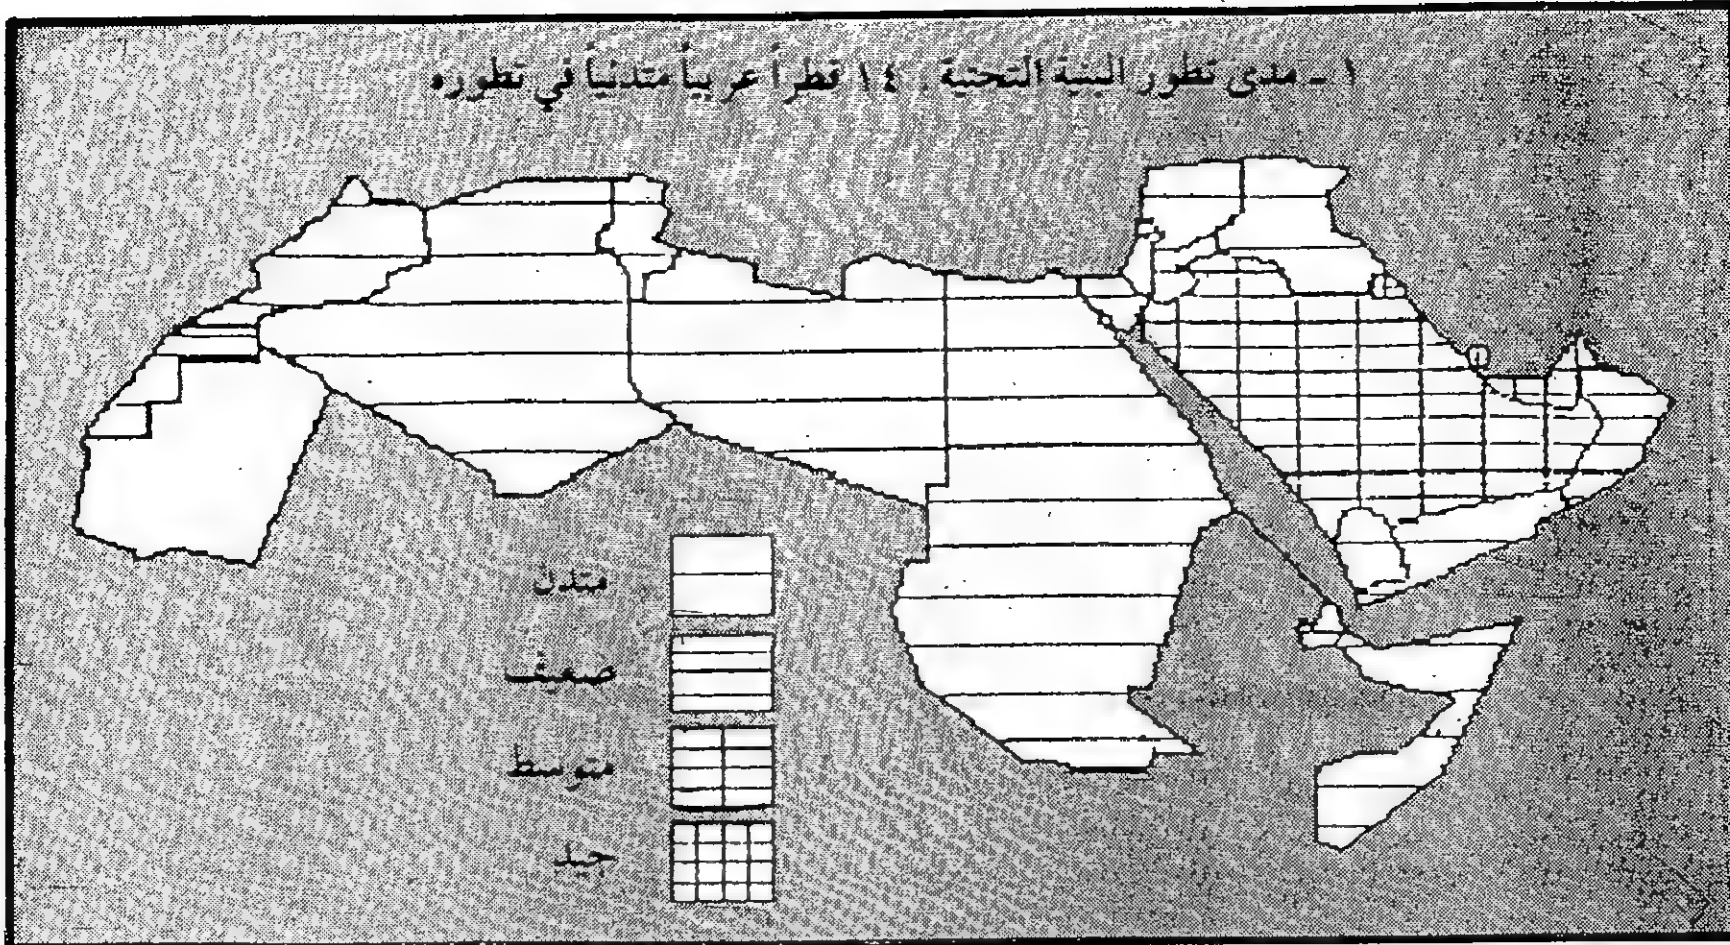 ١ - مدى تطور البنية التحتية . ١٤ قطراً عربياً متدنياً في تطوره
متدن
ضعيف
متوسط
جيد